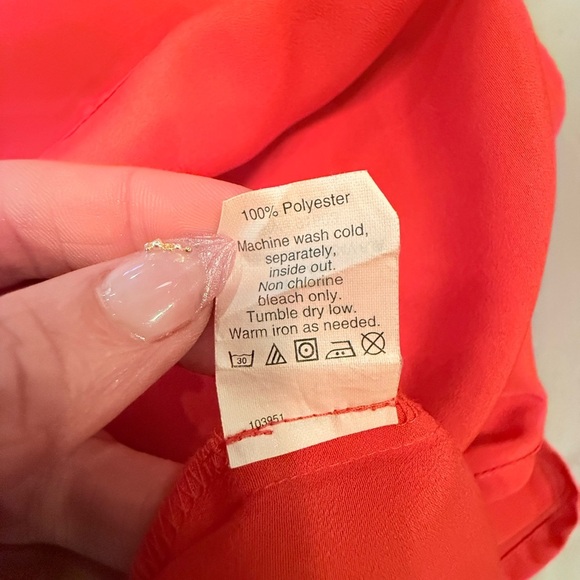 100% Polyester
Machine wash cold,
separately,
inside out.
Non chlorine
bleach only.
Tumble dry low.
Warm iron as needed.
30
103951